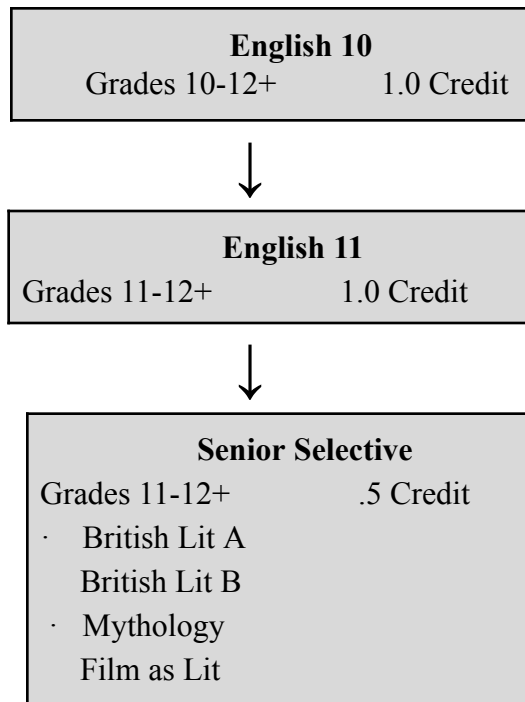 English 10
Grades 10-12+ 1.0 Credit
↓
English 11
Grades 11-12+ 1.0 Credit
↓
Senior Selective
Grades 11-12+ .5 Credit
· British Lit A
British Lit B
· Mythology
Film as Lit